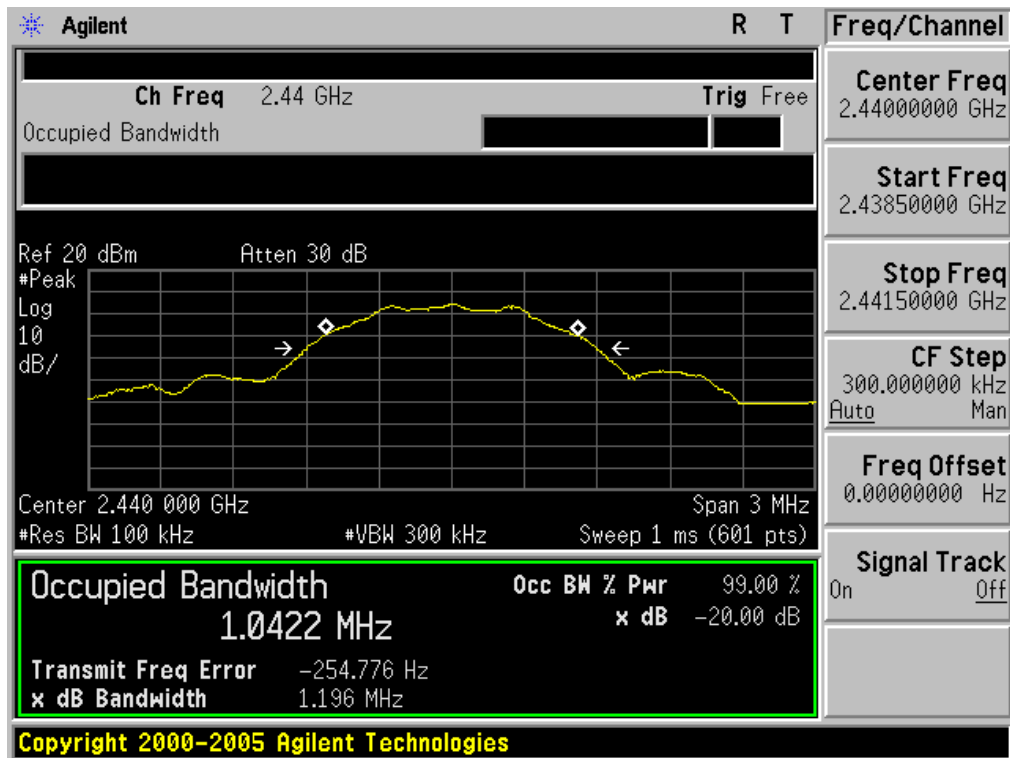 Agilent R T Freq/Channel
Ch Freq 2.44 GHz Trig Free
Occupied Bandwidth
Center Freq
2.44000000 GHz
Start Freq
2.43850000 GHz
Stop Freq
2.44150000 GHz
CF Step
300.000000 kHz
Auto Man
Freq Offset
0.00000000 Hz
Signal Track
On Off
Ref 20 dBm Atten 30 dB
#Peak
Log
10
dB/
Center 2.440 000 GHz Span 3 MHz
#Res BW 100 kHz #VBW 300 kHz Sweep 1 ms (601 pts)
Occupied Bandwidth Occ BW % Pwr 99.00 %
1.0422 MHz x dB -20.00 dB
Transmit Freq Error -254.776 Hz
x dB Bandwidth 1.196 MHz
Copyright 2000-2005 Agilent Technologies